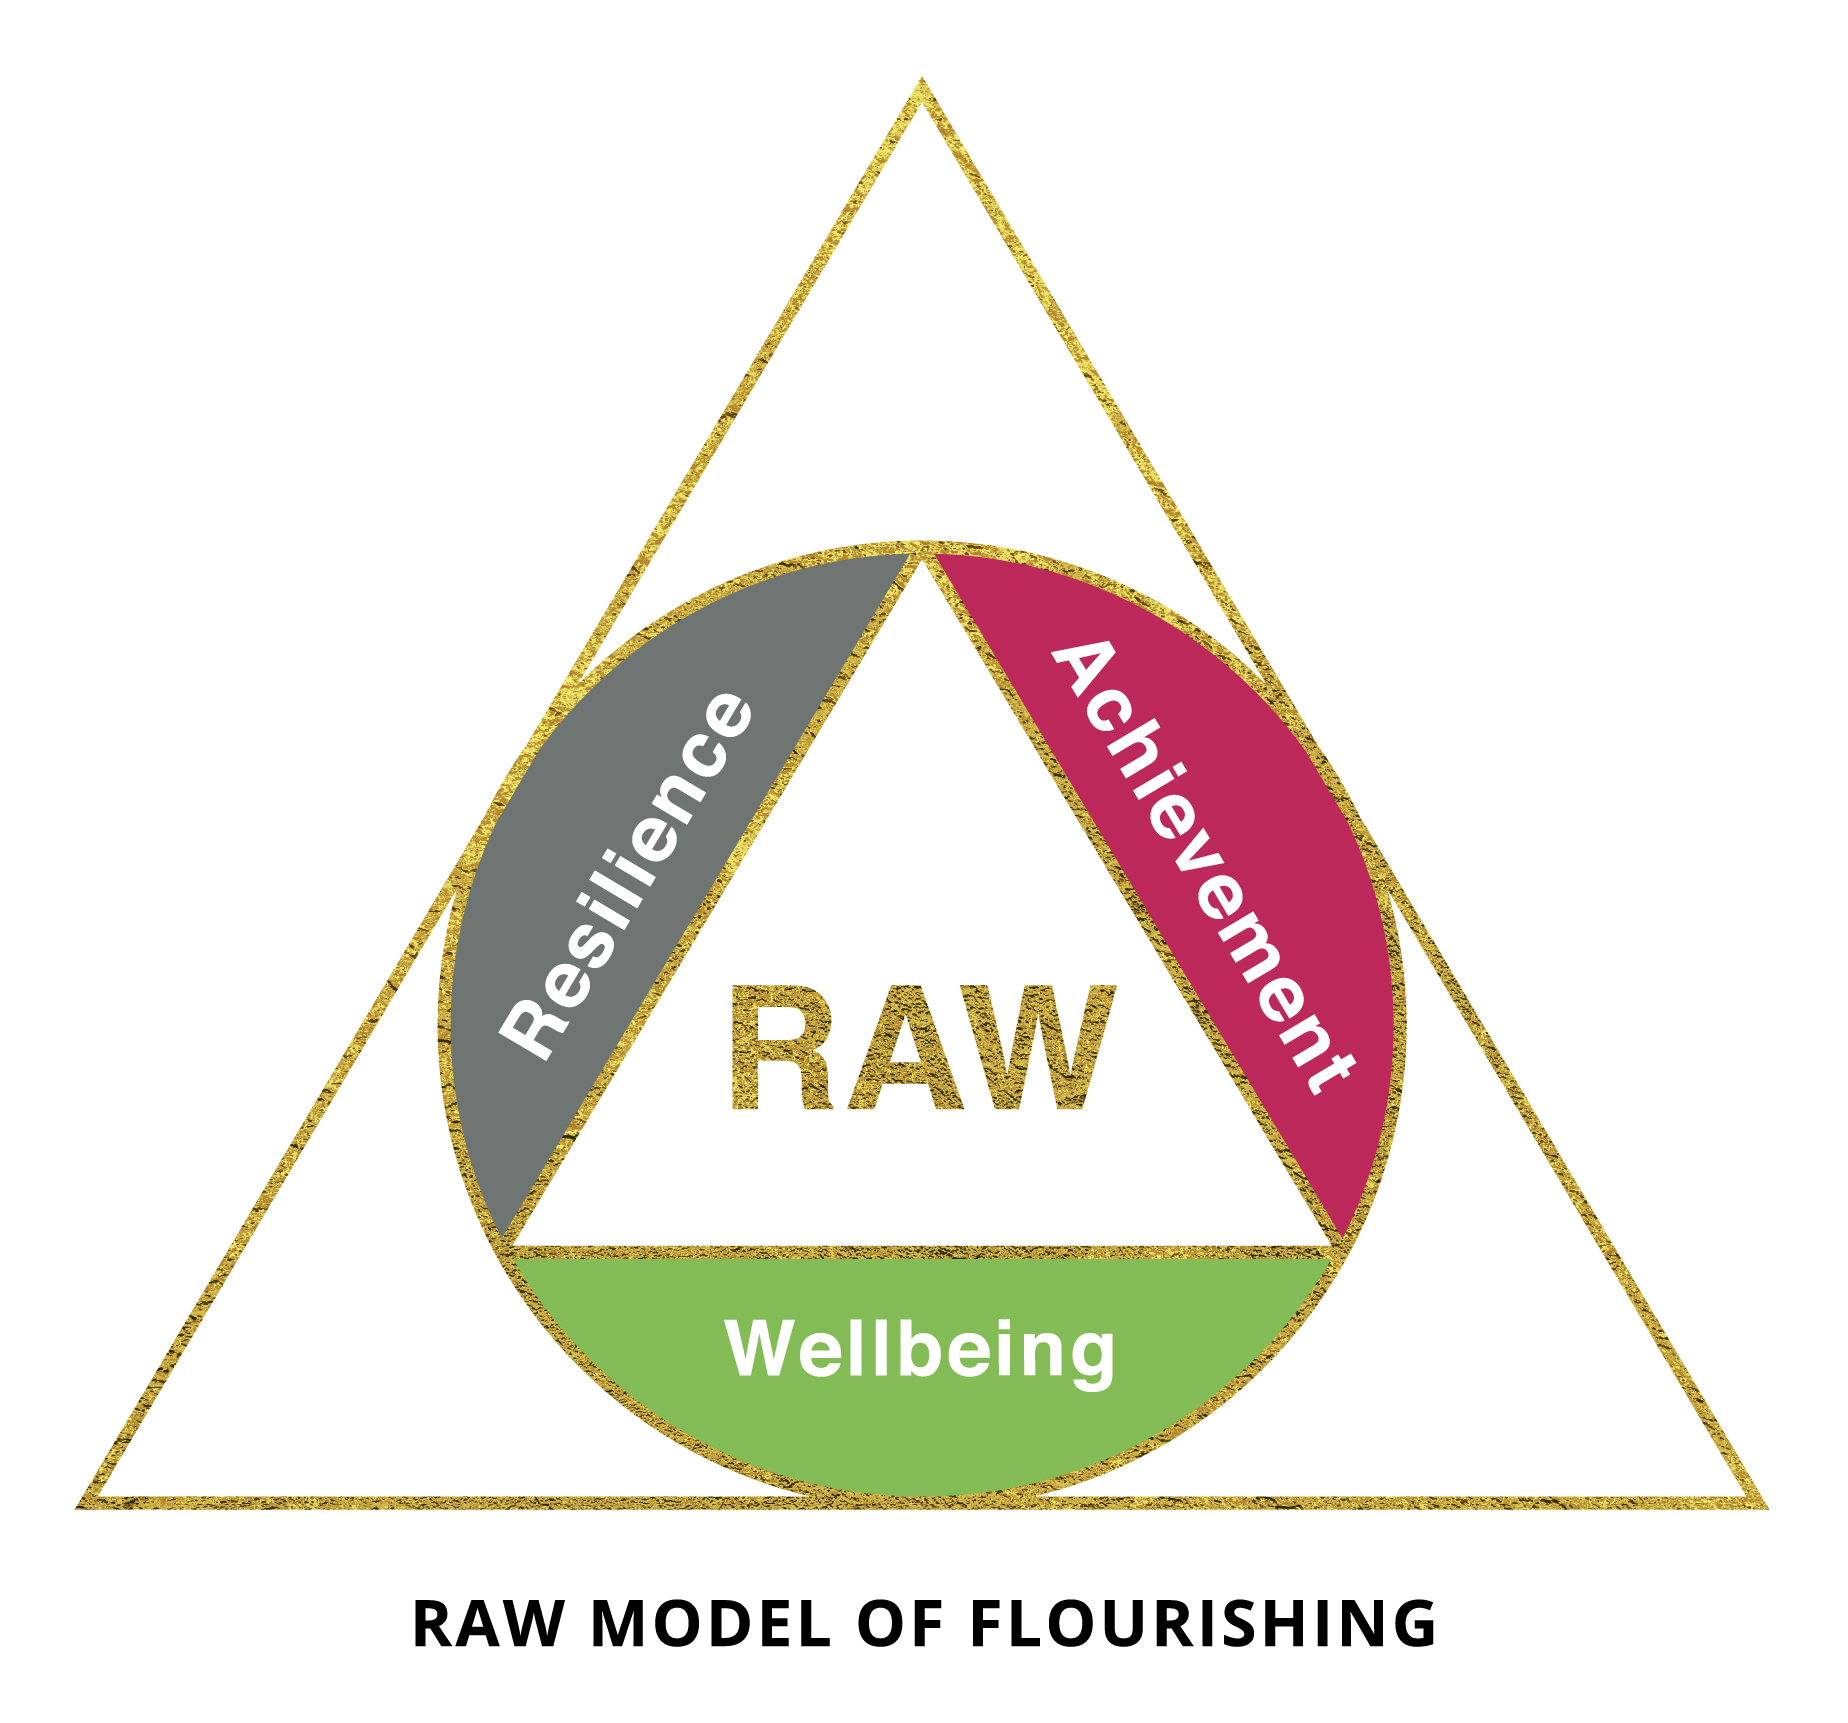 Resilience
Achievement
RAW
Wellbeing
RAW MODEL OF FLOURISHING